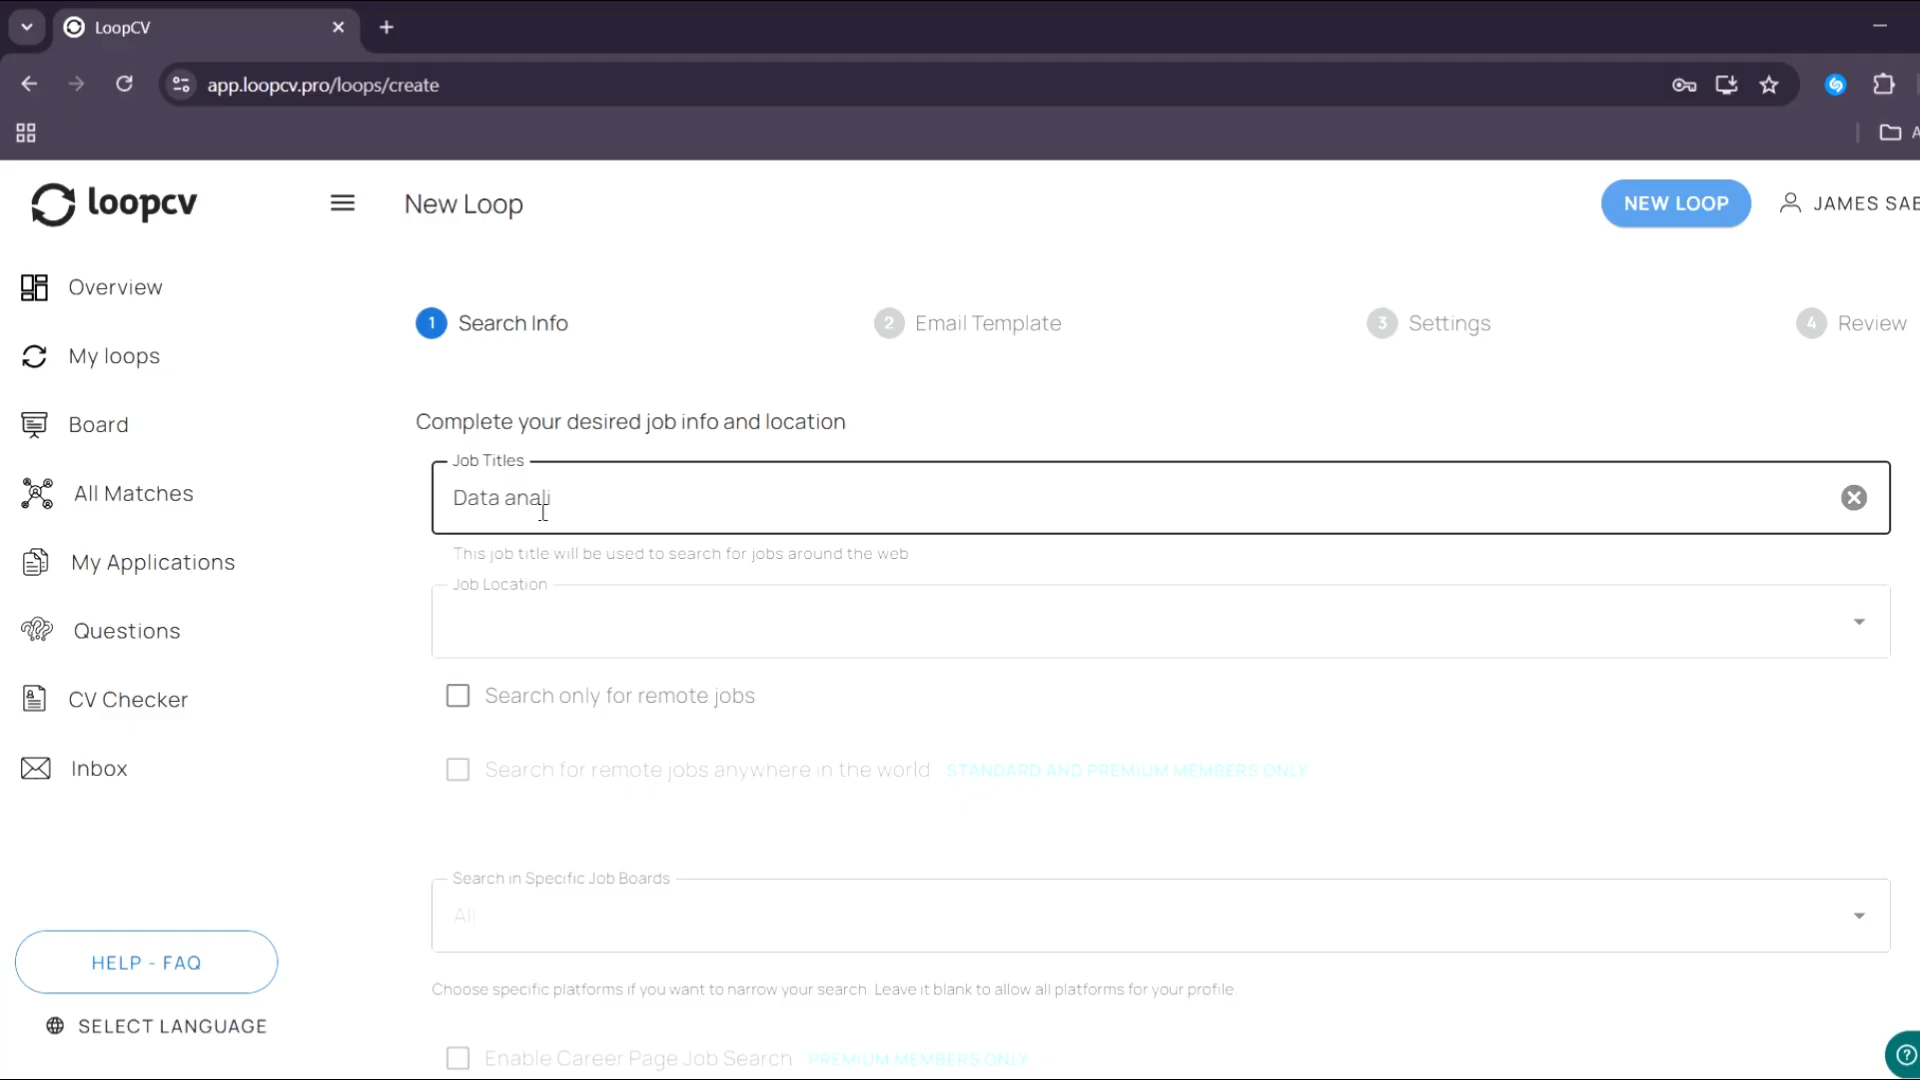 LoopCV
app.loopcv.pro/loops/create
A
loopcv
New Loop
NEW LOOP
JAMES SAB
Overview
My loops
Board
All Matches
My Applications
Questions
CV Checker
Inbox
HELP - FAQ
SELECT LANGUAGE
1 Search Info
2 Email Template
3 Settings
4 Review
Complete your desired job info and location
Job Titles
Data anali
This job title will be used to search for jobs around the web
Job Location
Search only for remote jobs
Search for remote jobs anywhere in the world STANDARD AND PREMIUM MEMBERS ONLY
Search in Specific Job Boards
All
Choose specific platforms if you want to narrow your search. Leave it blank to allow all platforms for your profile
Enable Career Page Job Search PREMIUM MEMBERS ONLY
?